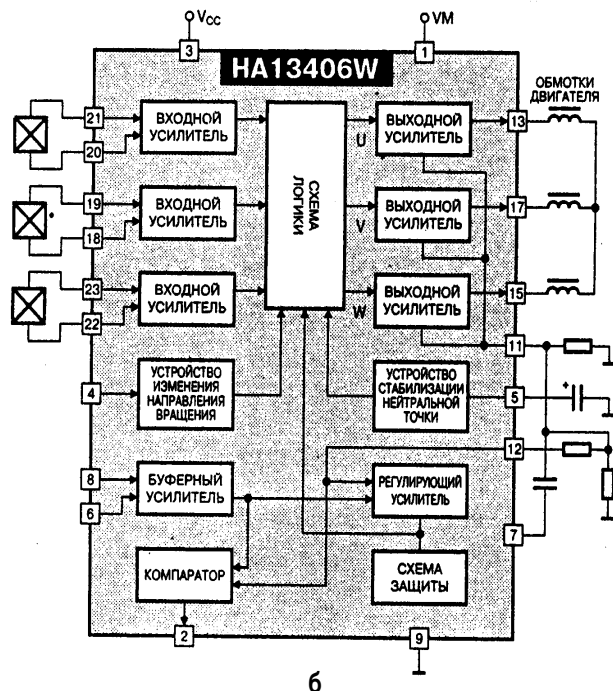 VCC
VM
3
1
HA13406W
ОБМОТКИ
ДВИГАТЕЛЯ
21
20
ВХОДНОЙ
УСИЛИТЕЛЬ
СХЕМА
ЛОГИКИ
U
ВЫХОДНОЙ
УСИЛИТЕЛЬ
13
19
18
ВХОДНОЙ
УСИЛИТЕЛЬ
V
ВЫХОДНОЙ
УСИЛИТЕЛЬ
17
23
22
ВХОДНОЙ
УСИЛИТЕЛЬ
W
ВЫХОДНОЙ
УСИЛИТЕЛЬ
15
11
4
УСТРОЙСТВО
ИЗМЕНЕНИЯ
НАПРАВЛЕНИЯ
ВРАЩЕНИЯ
УСТРОЙСТВО
СТАБИЛИЗАЦИИ
НЕЙТРАЛЬНОЙ
ТОЧКИ
5
+
12
8
6
БУФЕРНЫЙ
УСИЛИТЕЛЬ
РЕГУЛИРУЮЩИЙ
УСИЛИТЕЛЬ
7
КОМПАРАТОР
СХЕМА
ЗАЩИТЫ
2
9
б